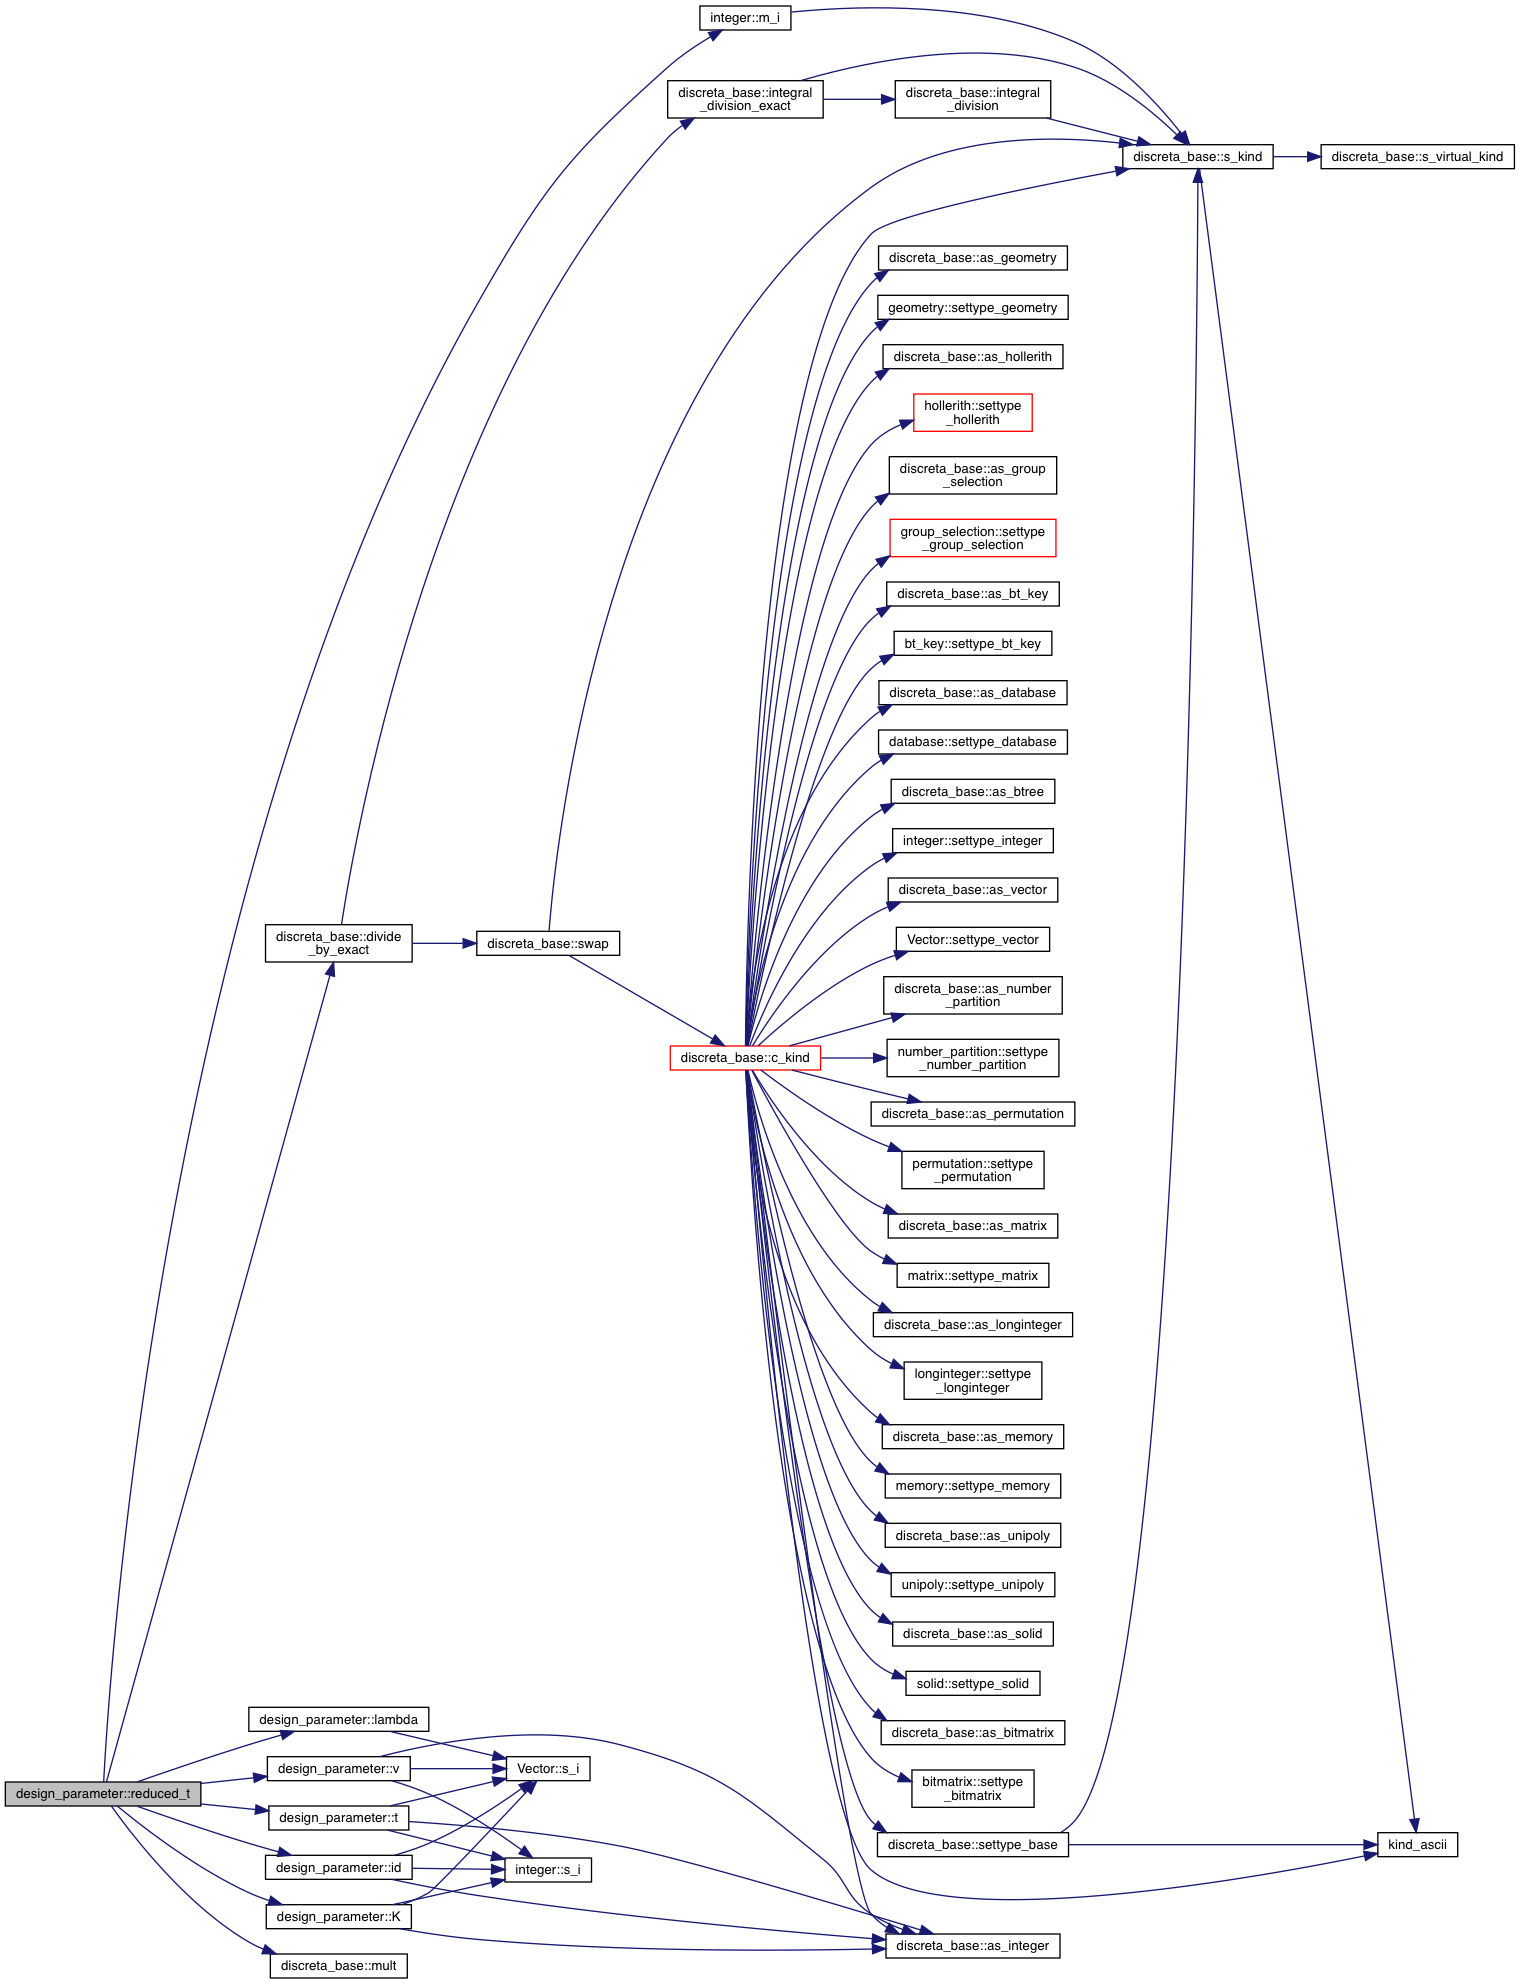 integer::m_i
discreta_base::integral
_division_exact
discreta_base::integral
_division
discreta_base::s_kind
discreta_base::s_virtual_kind
discreta_base::as_geometry
geometry::settype_geometry
discreta_base::as_hollerith
hollerith::settype
_hollerith
discreta_base::as_group
_selection
group_selection::settype
_group_selection
discreta_base::as_bt_key
bt_key::settype_bt_key
discreta_base::as_database
database::settype_database
discreta_base::as_btree
integer::settype_integer
discreta_base::as_vector
Vector::settype_vector
discreta_base::divide
_by_exact
discreta_base::swap
discreta_base::as_number
_partition
discreta_base::c_kind
number_partition::settype
_number_partition
discreta_base::as_permutation
permutation::settype
_permutation
discreta_base::as_matrix
matrix::settype_matrix
discreta_base::as_longinteger
longinteger::settype
_longinteger
discreta_base::as_memory
memory::settype_memory
discreta_base::as_unipoly
unipoly::settype_unipoly
discreta_base::as_solid
solid::settype_solid
discreta_base::as_bitmatrix
bitmatrix::settype
_bitmatrix
discreta_base::settype_base
kind_ascii
design_parameter::reduced_t
design_parameter::lambda
design_parameter::v
design_parameter::t
design_parameter::id
design_parameter::K
discreta_base::mult
Vector::s_i
integer::s_i
discreta_base::as_integer